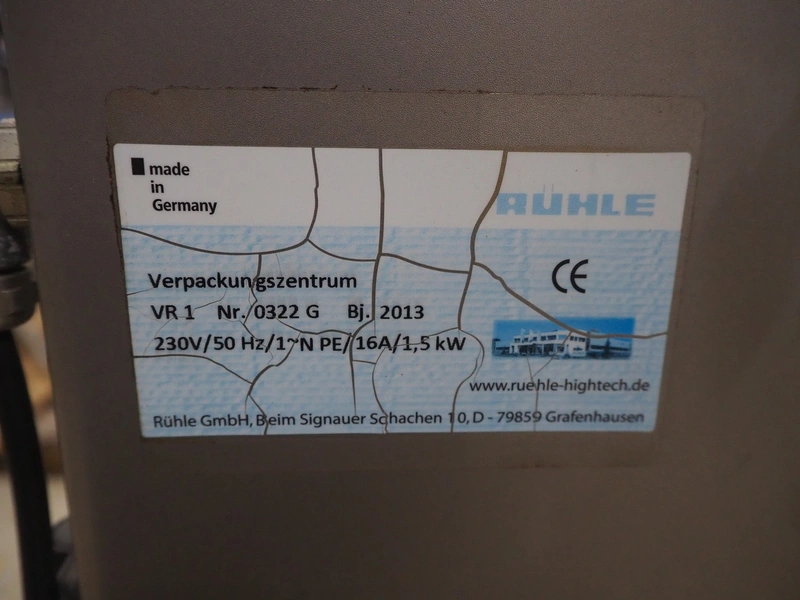 made
in
Germany
RÜHLE
CE
Verpackungszentrum
VR 1 Nr. 0322 G Bj. 2013
230V/50 Hz/1~N PE/16A/1,5 kW
www.ruehle-hightech.de
Rühle GmbH, Beim Signauer Schachen 10, D - 79859 Grafenhausen